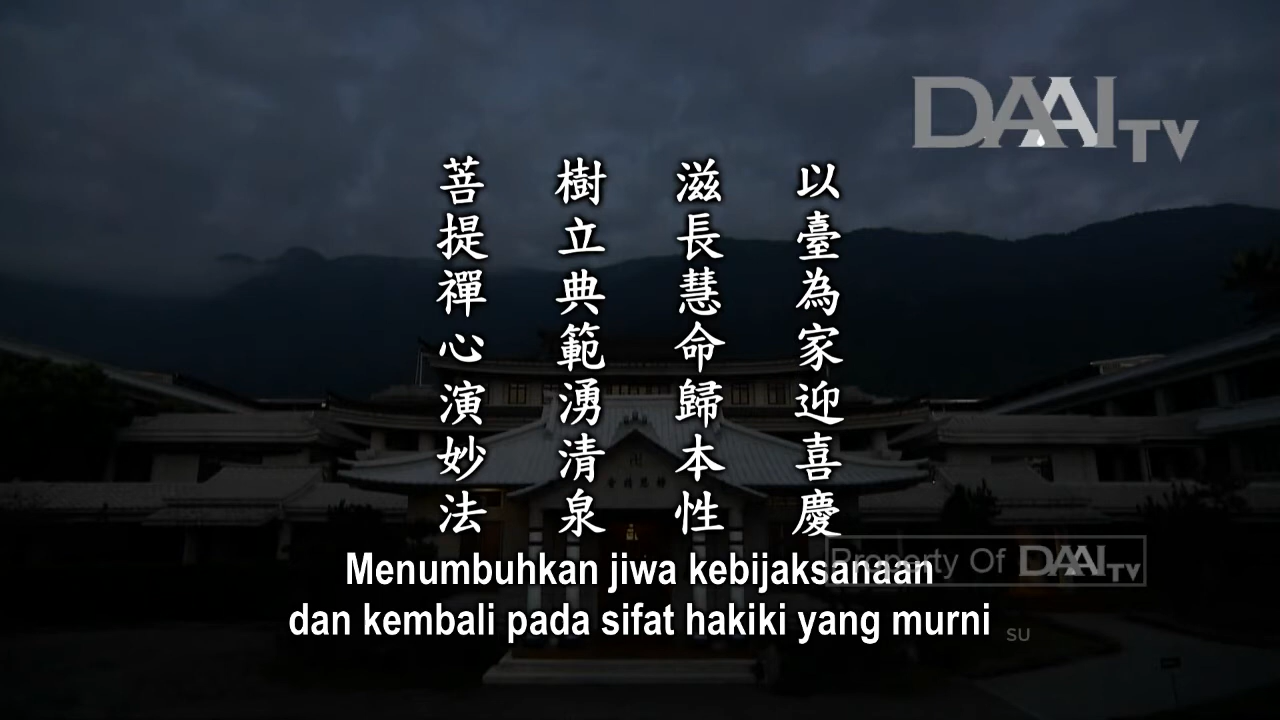 DAAI TV
以臺為家迎喜慶
滋長慧命歸本性
樹立典範湧清泉
菩提禪心演妙法
Property Of DAAI TV
Menumbuhkan jiwa kebijaksanaan
dan kembali pada sifat hakiki yang murni
SU